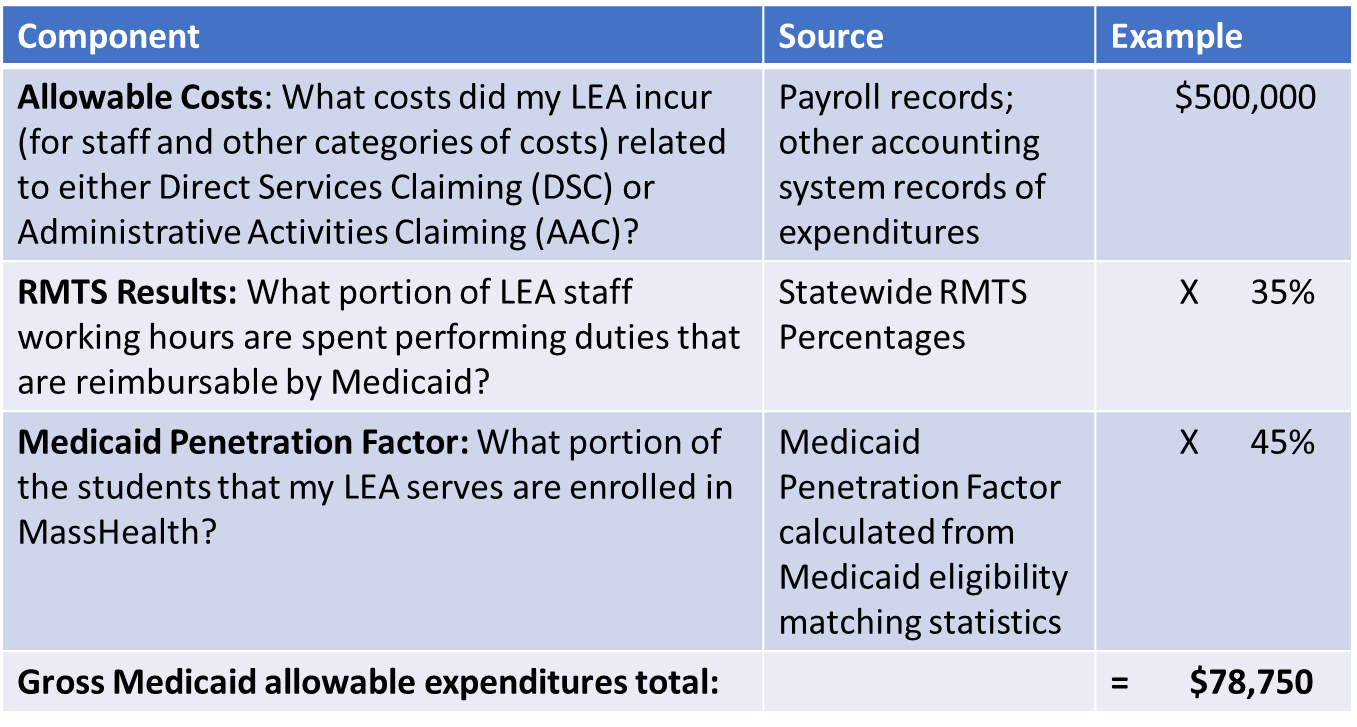 Component Source Example
Allowable Costs: What costs did my LEA incur
(for staff and other categories of costs) related
to either Direct Services Claiming (DSC) or
Administrative Activities Claiming (AAC)?
Payroll records;
other accounting
system records of
expenditures
$500,000
RMTS Results: What portion of LEA staff
working hours are spent performing duties that
are reimbursable by Medicaid?
Statewide RMTS
Percentages
X 35%
Medicaid Penetration Factor: What portion of
the students that my LEA serves are enrolled in
MassHealth?
Medicaid
Penetration Factor
calculated from
Medicaid eligibility
matching statistics
X 45%
Gross Medicaid allowable expenditures total: = $78,750